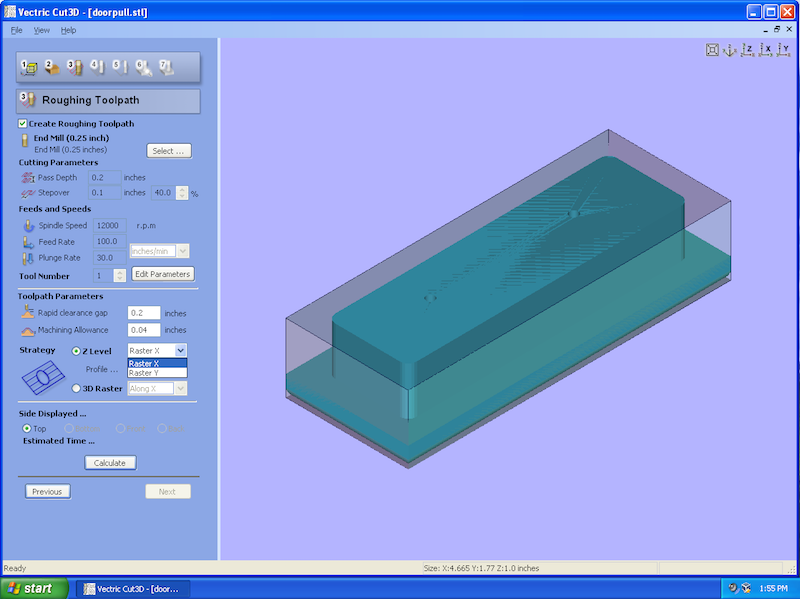 Vectric Cut3D - [doorpull.stl]
File View Help
1 2 3 4 5 6 7
Z X Y
3 Roughing Toolpath
Create Roughing Toolpath
End Mill (0.25 inch)
End Mill (0.25 inches)
Select ...
Cutting Parameters
Pass Depth 0.2 inches
Stepover 0.1 inches 40.0 %
Feeds and Speeds
Spindle Speed 12000 r.p.m
Feed Rate 100.0
inches/min
Plunge Rate 30.0
Tool Number 1 Edit Parameters
Toolpath Parameters
Rapid clearance gap 0.2 inches
Machining Allowance 0.04 inches
Strategy Z Level Raster X
Raster X
Profile ...
Raster Y
3D Raster Along X
Side Displayed ...
Top
Estimated Time ...
Calculate
Previous Next
Ready Size: X:4.665 Y:1.77 Z:1.0 inches
start Vectric Cut3D - [door... 1:55 PM